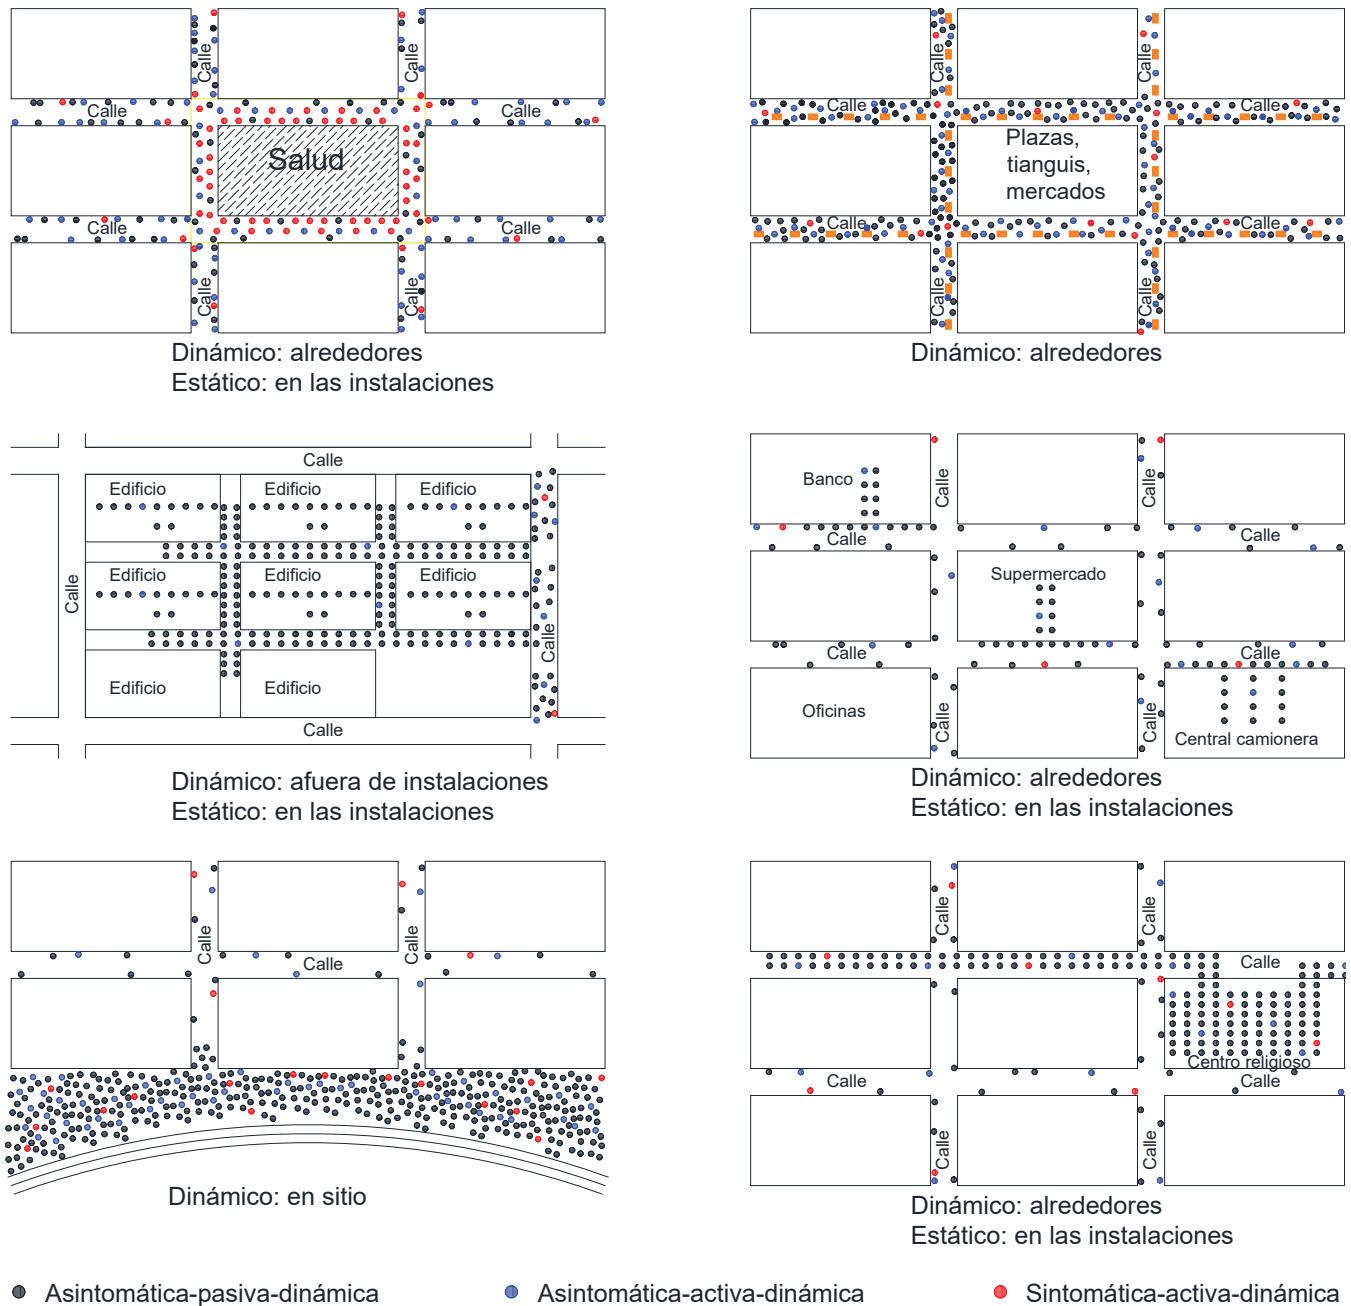 Calle
Calle
Calle
Calle
Salud
Calle
Calle
Calle
Calle
Dinámico: alrededores
Estático: en las instalaciones
Calle
Calle
Calle
Calle
Plazas,
tianguis,
mercados
Calle
Calle
Calle
Calle
Dinámico: alrededores
Calle
Edificio
Edificio
Edificio
Calle
Edificio
Edificio
Edificio
Calle
Edificio
Edificio
Calle
Dinámico: afuera de instalaciones
Estático: en las instalaciones
Banco
Calle
Calle
Calle
Calle
Supermercado
Calle
Calle
Oficinas
Calle
Calle
Central camionera
Dinámico: alrededores
Estático: en las instalaciones
Calle
Calle
Calle
Dinámico: en sitio
Calle
Calle
Calle
Centro religioso
Calle
Calle
Calle
Calle
Dinámico: alrededores
Estático: en las instalaciones
Asintomática-pasiva-dinámica
Asintomática-activa-dinámica
Sintomática-activa-dinámica